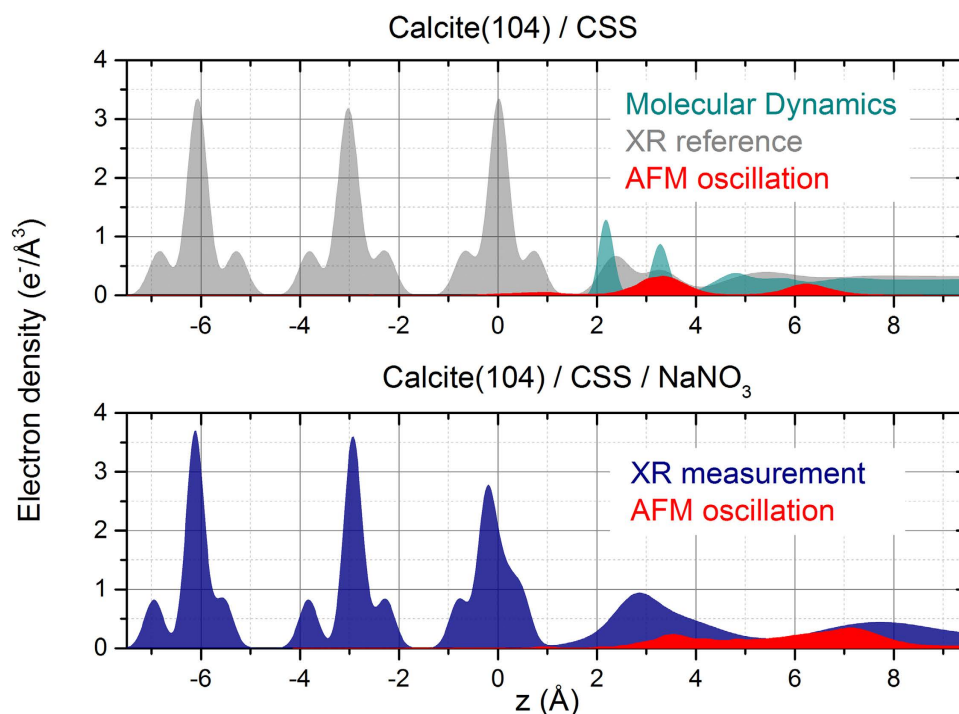 Calcite(104) / CSS
4
3
2
1
0
Molecular Dynamics
XR reference
AFM oscillation
-6 -4 -2 0 2 4 6 8
Electron density (e⁻/Å³)
Calcite(104) / CSS / NaNO₃
4
3
2
1
0
XR measurement
AFM oscillation
-6 -4 -2 0 2 4 6 8
z (Å)